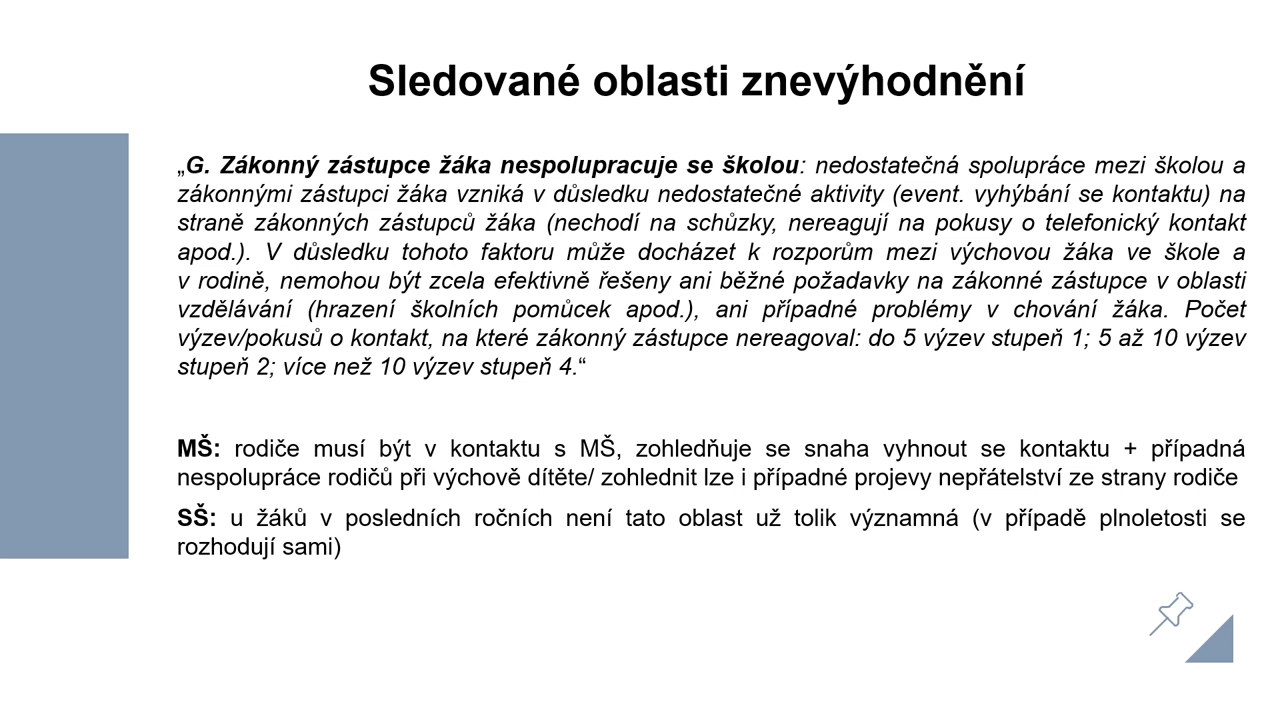 Sledované oblasti znevýhodnění
„G. Zákonný zástupce žáka nespolupracuje se školou: nedostatečná spolupráce mezi školou a
zákonnými zástupci žáka vzniká v důsledku nedostatečné aktivity (event. vyhýbání se kontaktu) na
straně zákonných zástupců žáka (nechodí na schůzky, nereagují na pokusy o telefonický kontakt
apod.). V důsledku tohoto faktoru může docházet k rozporům mezi výchovou žáka ve škole a
v rodině, nemohou být zcela efektivně řešeny ani běžné požadavky na zákonné zástupce v oblasti
vzdělávání (hrazení školních pomůcek apod.), ani případné problémy v chování žáka. Počet
výzev/pokusů o kontakt, na které zákonný zástupce nereagoval: do 5 výzev stupeň 1; 5 až 10 výzev
stupeň 2; více než 10 výzev stupeň 4.“
MŠ: rodiče musí být v kontaktu s MŠ, zohledňuje se snaha vyhnout se kontaktu + případná
nespolupráce rodičů při výchově dítěte/ zohlednit lze i případné projevy nepřátelství ze strany rodiče
SŠ: u žáků v posledních ročních není tato oblast už tolik významná (v případě plnoletosti se
rozhodují sami)